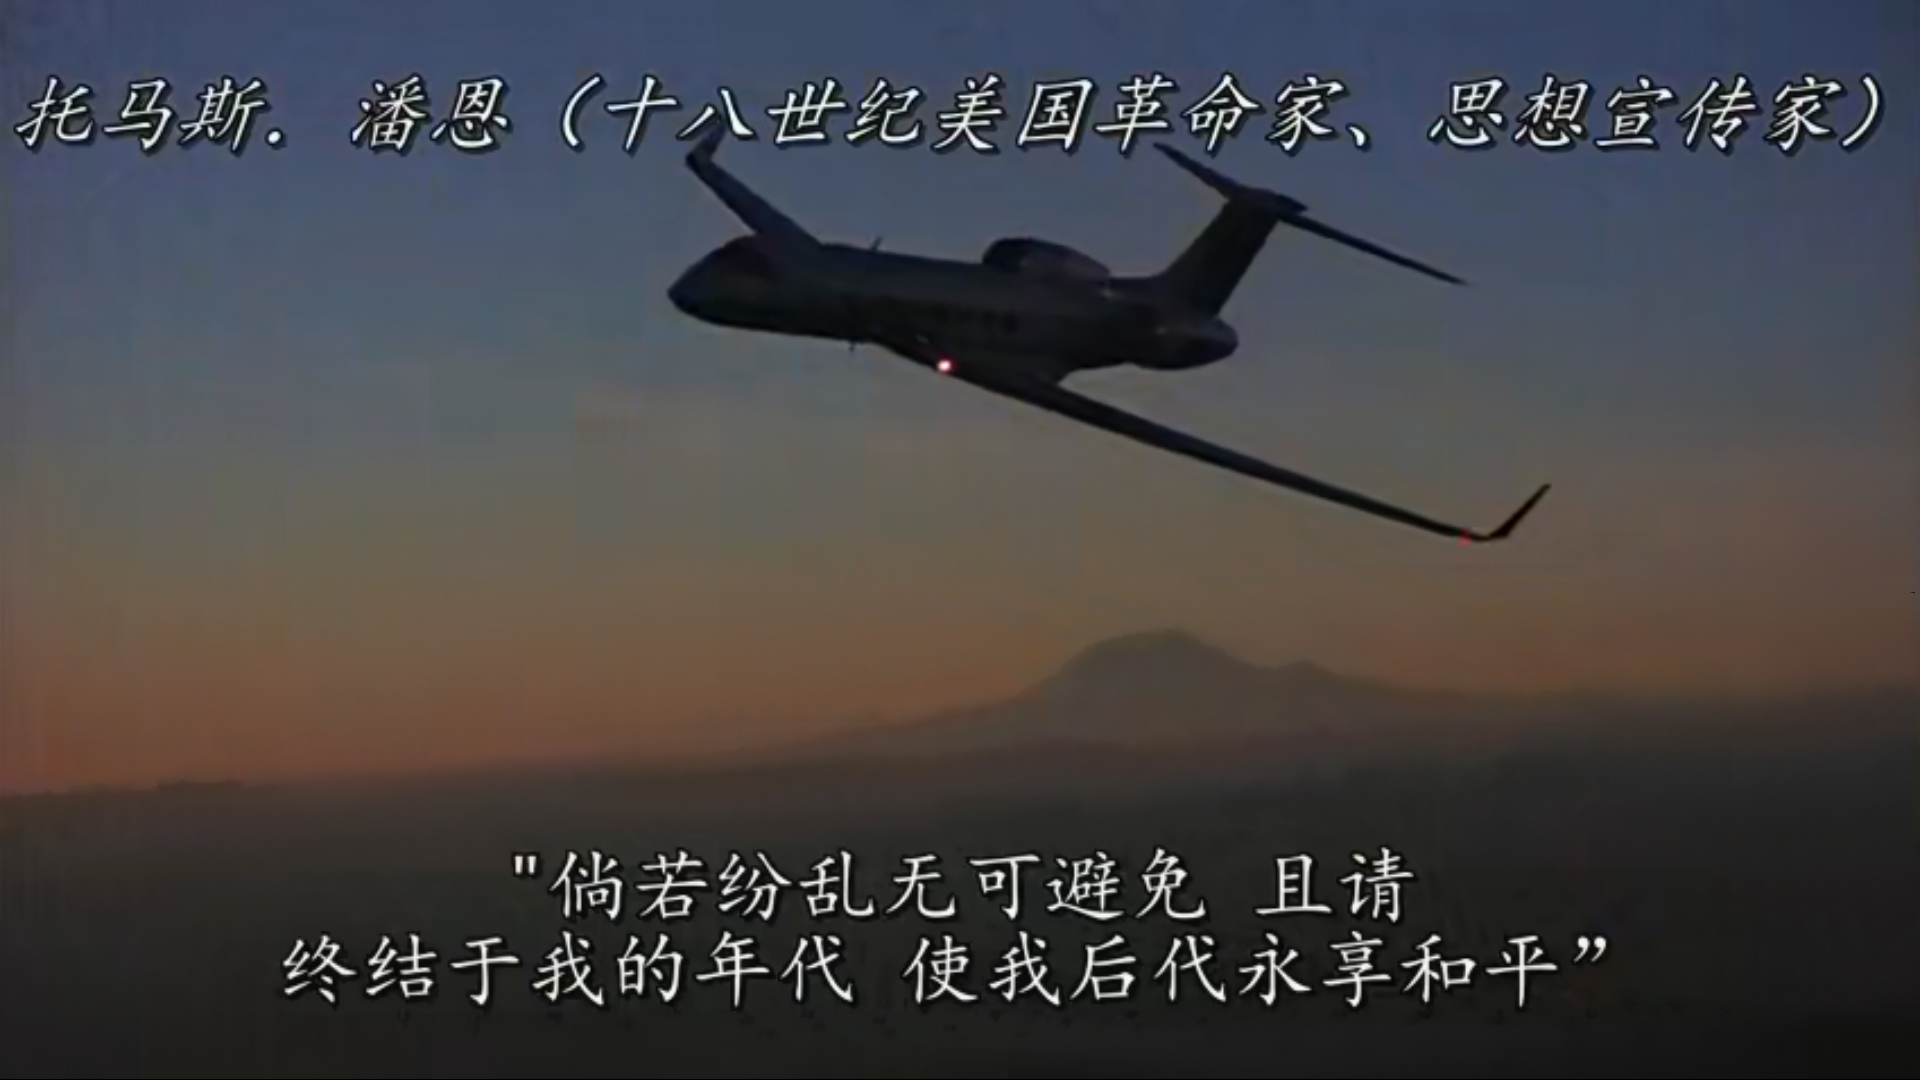 托马斯. 潘恩（十八世纪美国革命家、思想宣传家）
"倘若纷乱无可避免 且请
终结于我的年代 使我后代永享和平”